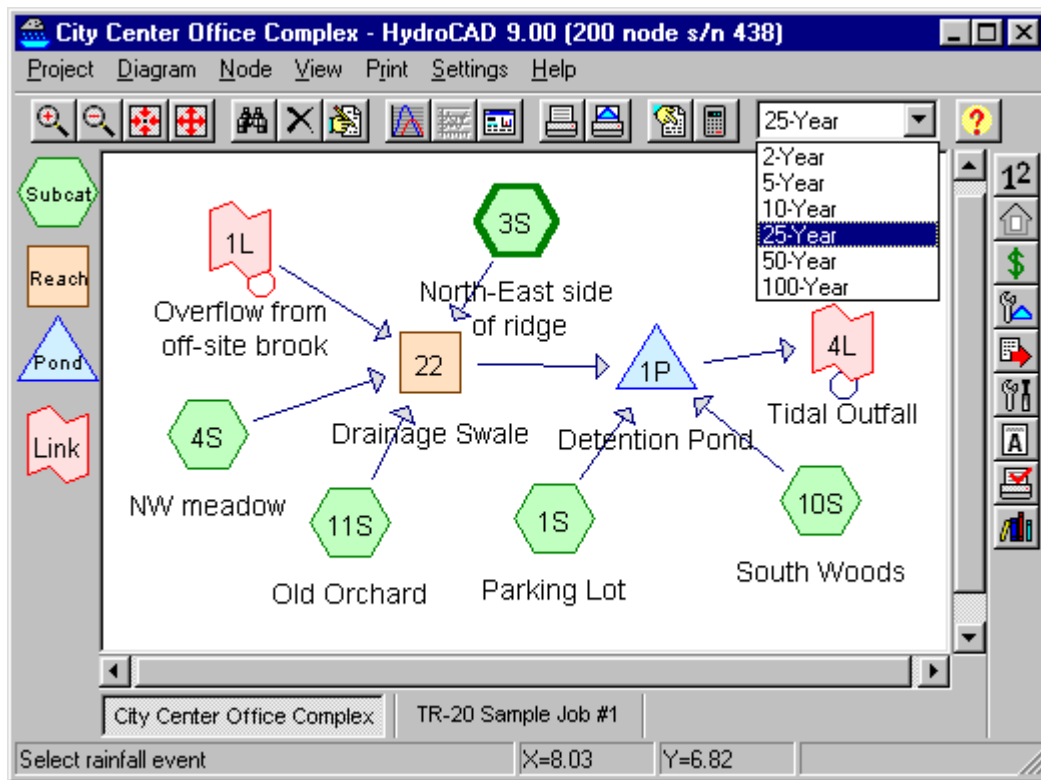 City Center Office Complex - HydroCAD 9.00 (200 node s/n 438)
Project Diagram Node View Print Settings Help
25-Year
?
2-Year
5-Year
10-Year
25-Year
50-Year
100-Year
Subcat
Reach
Pond
Link
1L
Overflow from
off-site brook
3S
North-East side
of ridge
22
Drainage Swale
1P
Detention Pond
4L
Tidal Outfall
4S
NW meadow
11S
Old Orchard
1S
Parking Lot
10S
South Woods
12
$
A
City Center Office Complex
TR-20 Sample Job #1
Select rainfall event
X=8.03
Y=6.82